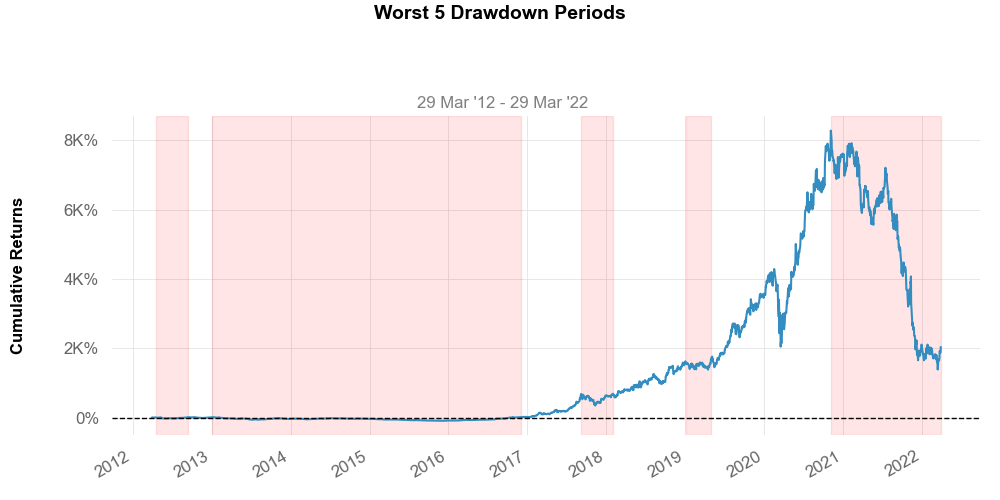 Worst 5 Drawdown Periods
29 Mar '12 - 29 Mar '22
Cumulative Returns
8K%
6K%
4K%
2K%
0%
2012
2013
2014
2015
2016
2017
2018
2019
2020
2021
2022